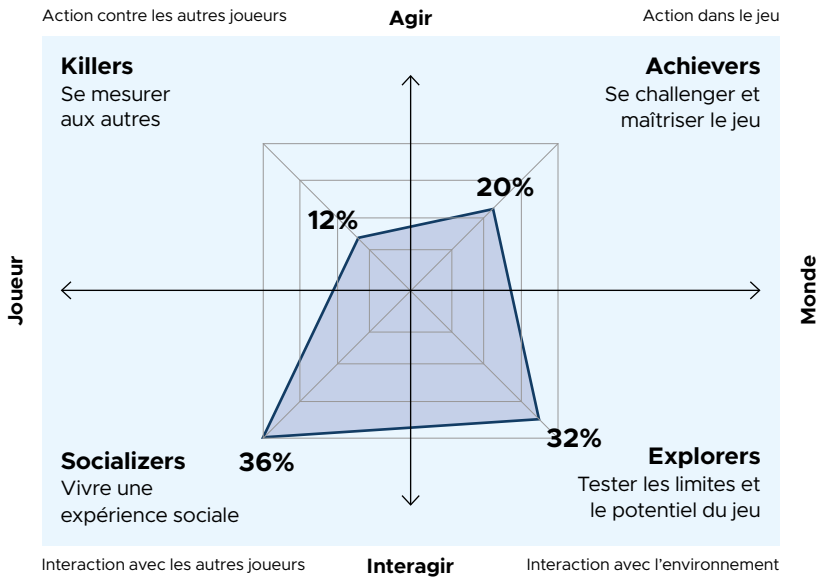 Action contre les autres joueurs
Agir
Action dans le jeu
Killers
Se mesurer
aux autres
Achievers
Se challenger et
maîtriser le jeu
20%
12%
Joueur
Monde
32%
36%
Socializers
Vivre une
expérience sociale
Explorers
Tester les limites et
le potentiel du jeu
Interaction avec les autres joueurs
Interagir
Interaction avec l'environnement